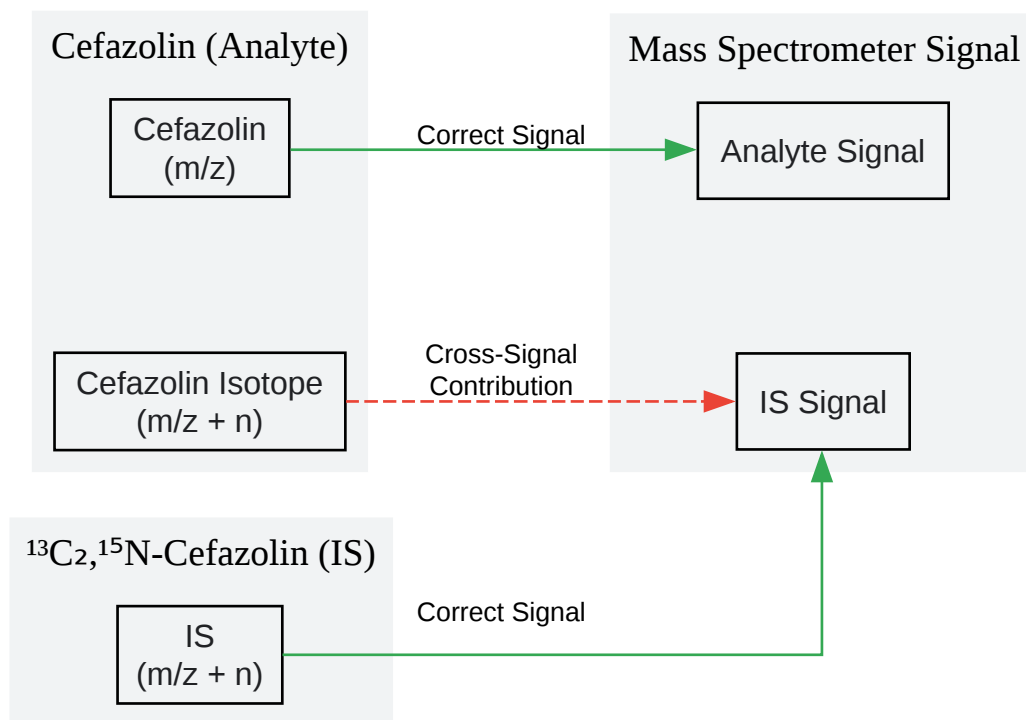 Cefazolin (Analyte)
Mass Spectrometer Signal
Cefazolin
(m/z)
Correct Signal
Analyte Signal
Cefazolin Isotope
(m/z + n)
Cross-Signal
Contribution
IS Signal
¹³C₂,¹⁵N-Cefazolin (IS)
IS
(m/z + n)
Correct Signal